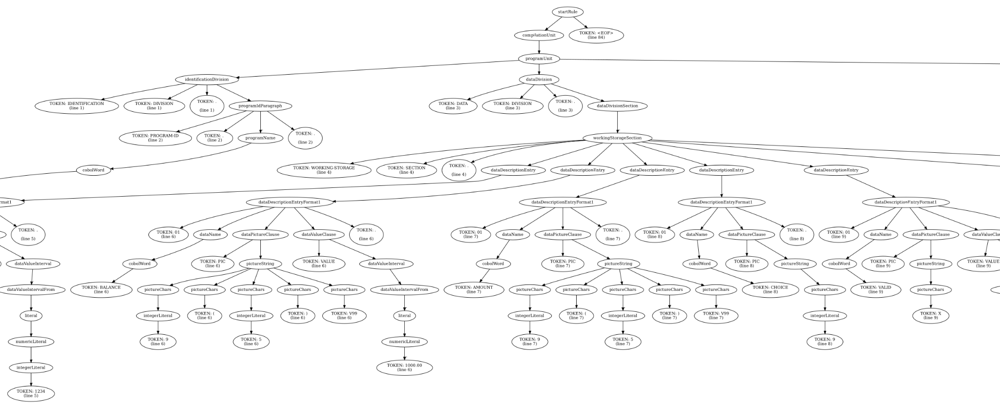 startRule
compilationUnit
TOKEN: <EOF>
(line 84)
programUnit
identificationDivision
dataDivision
TOKEN: IDENTIFICATION
(line 1)
TOKEN: DIVISION
(line 1)
TOKEN: .
(line 1)
programIdParagraph
TOKEN: DATA
(line 3)
TOKEN: DIVISION
(line 3)
TOKEN: .
(line 3)
dataDivisionSection
TOKEN: PROGRAM-ID
(line 2)
TOKEN: .
(line 2)
programName
TOKEN: .
(line 2)
workingStorageSection
cobolWord
TOKEN: WORKING-STORAGE
(line 4)
TOKEN: SECTION
(line 4)
TOKEN: .
(line 4)
dataDescriptionEntry
dataDescriptionEntry
dataDescriptionEntry
dataDescriptionEntry
dataDescriptionEntry
rmat1
dataDescriptionEntryFormat1
dataDescriptionEntryFormat1
dataDescriptionEntryFormat1
dataDescriptionEntryFormat1
TOKEN: .
(line 5)
TOKEN: 01
(line 6)
dataName
dataPictureClause
dataValueClause
TOKEN: .
(line 6)
TOKEN: 01
(line 7)
dataName
dataPictureClause
TOKEN: .
(line 7)
TOKEN: 01
(line 8)
dataName
dataPictureClause
TOKEN: .
(line 8)
TOKEN: 01
(line 9)
dataName
dataPictureClause
dataValueClau
dataValueInterval
cobolWord
TOKEN: PIC
(line 6)
pictureString
TOKEN: VALUE
(line 6)
dataValueInterval
cobolWord
TOKEN: PIC
(line 7)
pictureString
cobolWord
TOKEN: PIC
(line 8)
pictureString
cobolWord
TOKEN: PIC
(line 9)
pictureString
TOKEN: VALUE
(line 9)
dataValueIntervalFrom
TOKEN: BALANCE
(line 6)
pictureChars
pictureChars
pictureChars
pictureChars
pictureChars
dataValueIntervalFrom
TOKEN: AMOUNT
(line 7)
pictureChars
pictureChars
pictureChars
pictureChars
pictureChars
TOKEN: CHOICE
(line 8)
pictureChars
TOKEN: VALID
(line 9)
pictureChars
literal
integerLiteral
TOKEN: (
(line 6)
integerLiteral
TOKEN: )
(line 6)
TOKEN: V99
(line 6)
literal
integerLiteral
TOKEN: (
(line 7)
integerLiteral
TOKEN: )
(line 7)
TOKEN: V99
(line 7)
integerLiteral
TOKEN: X
(line 9)
numericLiteral
TOKEN: 9
(line 6)
TOKEN: 5
(line 6)
numericLiteral
TOKEN: 9
(line 7)
TOKEN: 5
(line 7)
TOKEN: 9
(line 8)
integerLiteral
TOKEN: 1000.00
(line 6)
TOKEN: 1234
(line 5)